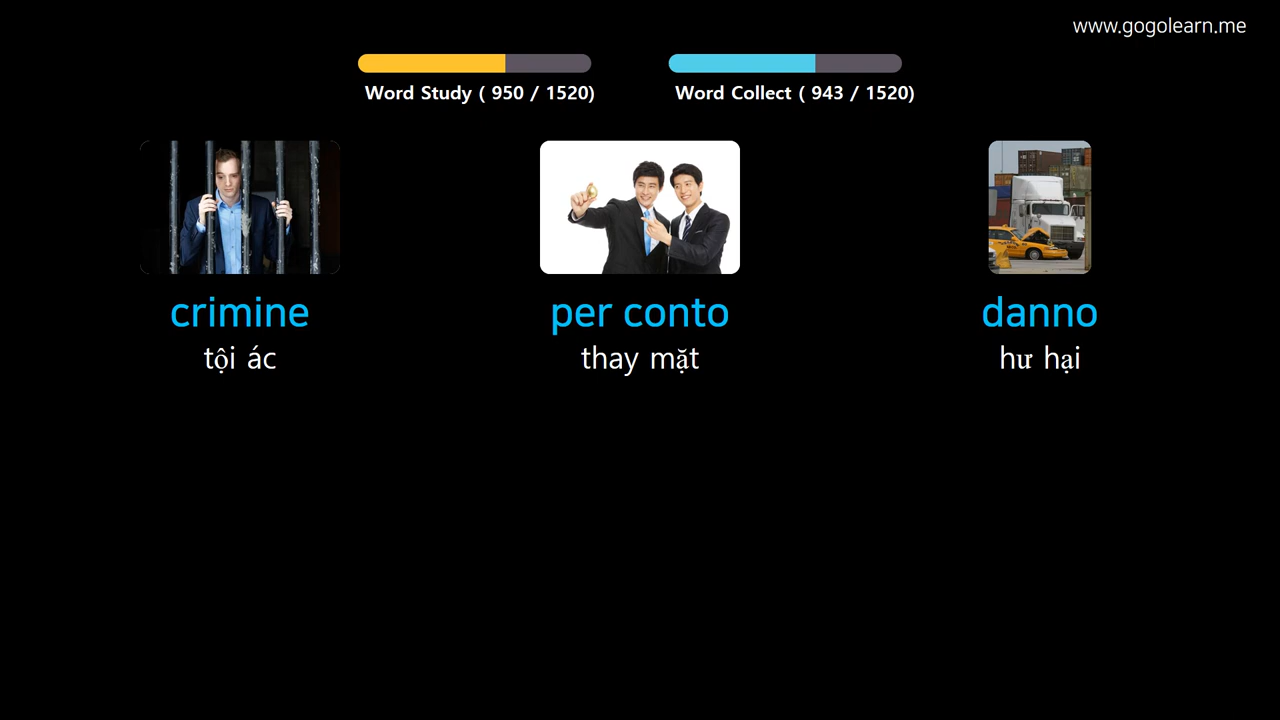 www.gogolearn.me
Word Study ( 950 / 1520)
Word Collect ( 943 / 1520)
crimine
tội ác
per conto
thay mặt
danno
hư hại